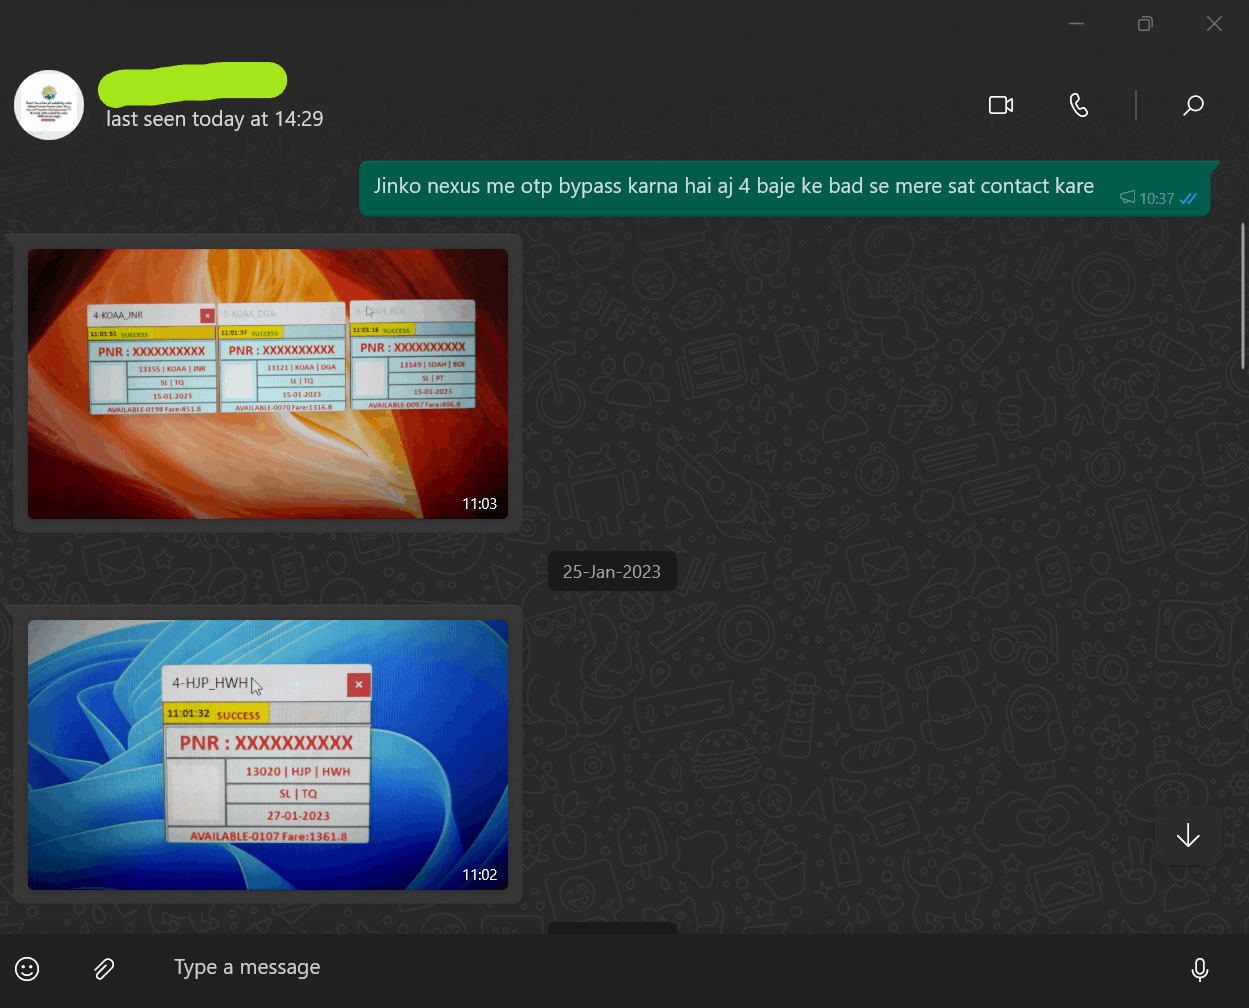 last seen today at 14:29
Jinko nexus me otp bypass karna hai aj 4 baje ke bad se mere sat contact kare
10:37
4-KOAA_JNR
5-KOAA_DGA
11:01:51 SUCCESS
11:01:37 SUCCESS
11:01:16 SUCCESS
PNR : XXXXXXXXXX
PNR : XXXXXXXXXX
PNR : XXXXXXXXXX
13155 | KOAA | JNR
13121 | KOAA | DGA
13149 | SDAH | BOE
SL | TQ
SL | TQ
SL | PT
15-01-2023
15-01-2023
15-01-2023
AVAILABLE-0198 Fare:451.8
AVAILABLE-0070 Fare:1316.8
AVAILABLE-0097 Fare:406.8
11:03
25-Jan-2023
4-HJP_HWH
11:01:32 SUCCESS
PNR : XXXXXXXXXX
13020 | HJP | HWH
SL | TQ
27-01-2023
AVAILABLE-0107 Fare:1361.8
11:02
Type a message